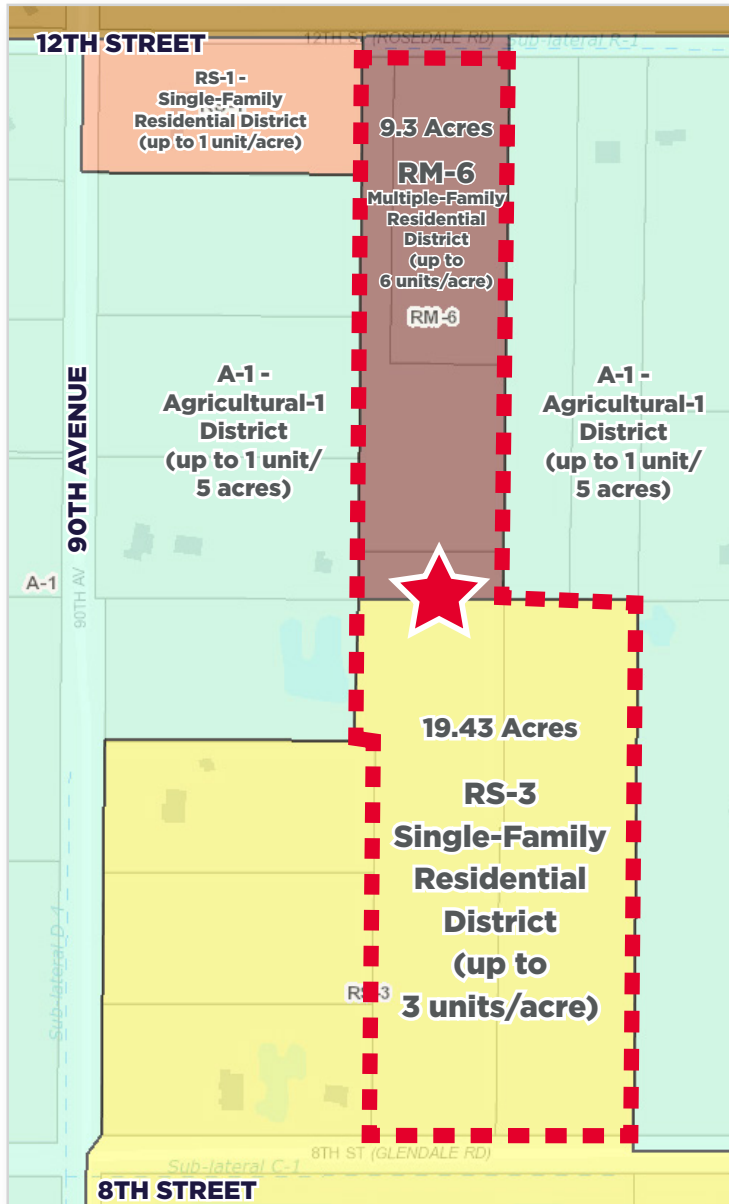 12TH STREET
12TH ST (ROSEDALE RD)
Sub-lateral R-1
RS-1 -
Single-Family
Residential District
(up to 1 unit/acre)
9.3 Acres
RM-6
Multiple-Family
Residential
District
(up to
6 units/acre)
RM-6
A-1 -
Agricultural-1
District
(up to 1 unit/
5 acres)
A-1 -
Agricultural-1
District
(up to 1 unit/
5 acres)
90TH AVENUE
A-1
90TH AV
19.43 Acres
RS-3
Single-Family
Residential
District
(up to
3 units/acre)
Sub-lateral D-4
RS-3
8TH ST (GLENDALE RD)
Sub-lateral C-1
8TH STREET